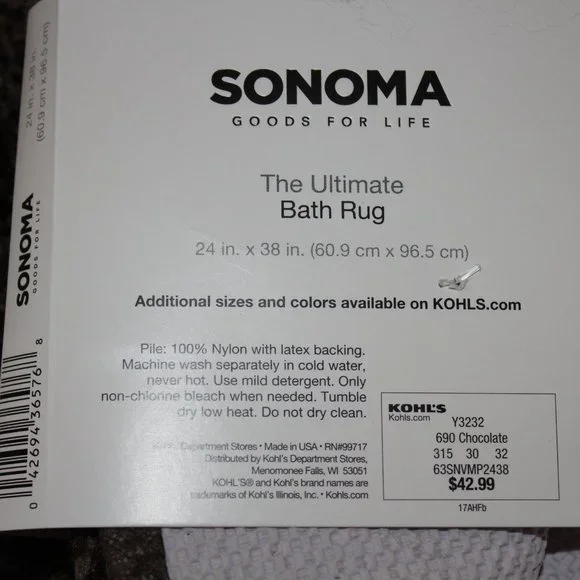 SONOMA
GOODS FOR LIFE
The Ultimate
Bath Rug
24 in. x 38 in. (60.9 cm x 96.5 cm)
Additional sizes and colors available on KOHLS.com
Pile: 100% Nylon with latex backing.
Machine wash separately in cold water,
never hot. Use mild detergent. Only
non-chlorine bleach when needed. Tumble
dry low heat. Do not dry clean.
Department Stores • Made in USA • RN#99717
Distributed by Kohl's Department Stores,
Menomonee Falls, WI 53051
KOHL'S® and Kohl's brand names are
trademarks of Kohl's Illinois, Inc. • Kohls.com
KOHL'S
Kohls.com
Y3232
690 Chocolate
315 30 32
63SNVMP2438
$42.99
17AHFb
24 in. x 38 in.
(60.9 cm x 96.5 cm)
SONOMA
GOODS FOR LIFE
0 42694 36576 8